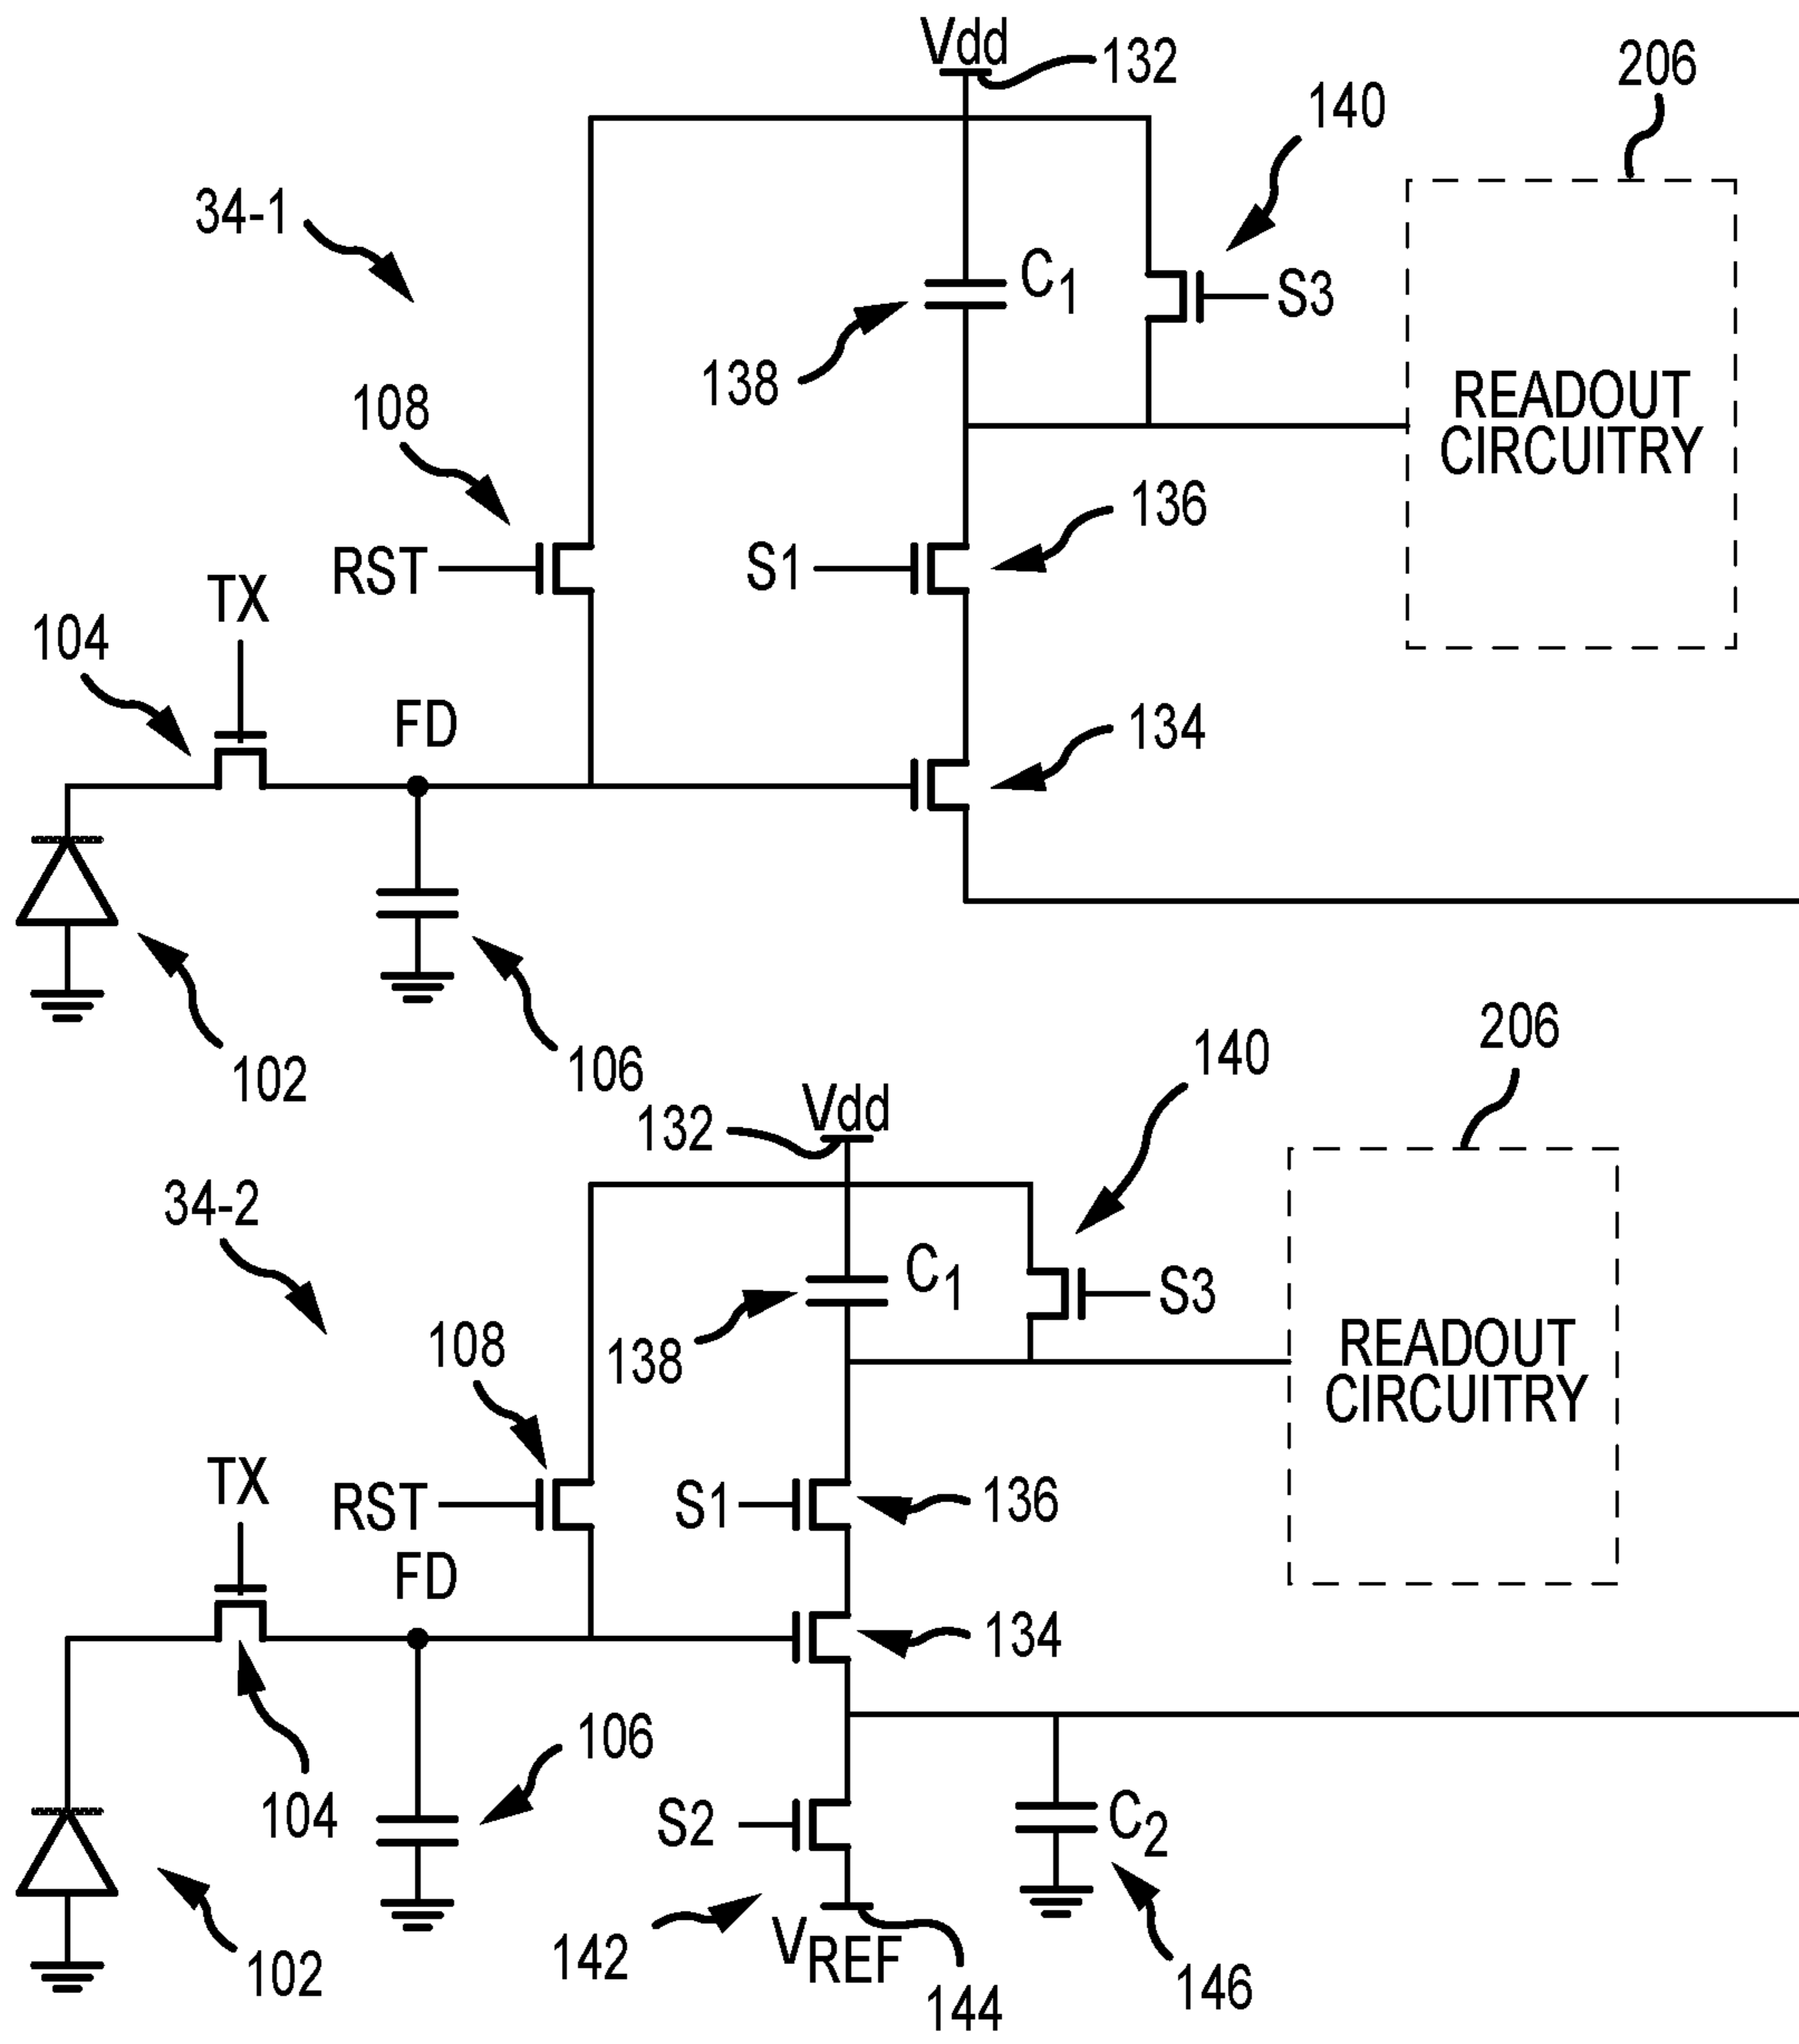 Vdd
132
206
140
34-1
C1
S3
138
READOUT
CIRCUITRY
108
136
RST
S1
TX
104
FD
134
102
106
206
140
Vdd
132
34-2
C1
S3
108
138
READOUT
CIRCUITRY
TX
RST
S1
136
FD
134
106
104
S2
C2
142
VREF
102
144
146